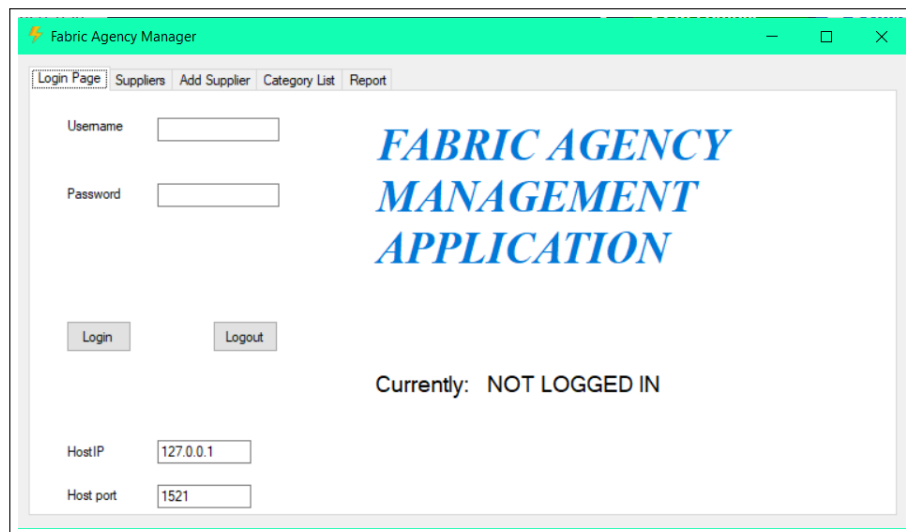 Fabric Agency Manager
Login Page Suppliers Add Supplier Category List Report
Username
Password
FABRIC AGENCY
MANAGEMENT
APPLICATION
Login Logout
Currently: NOT LOGGED IN
HostIP 127.0.0.1
Host port 1521